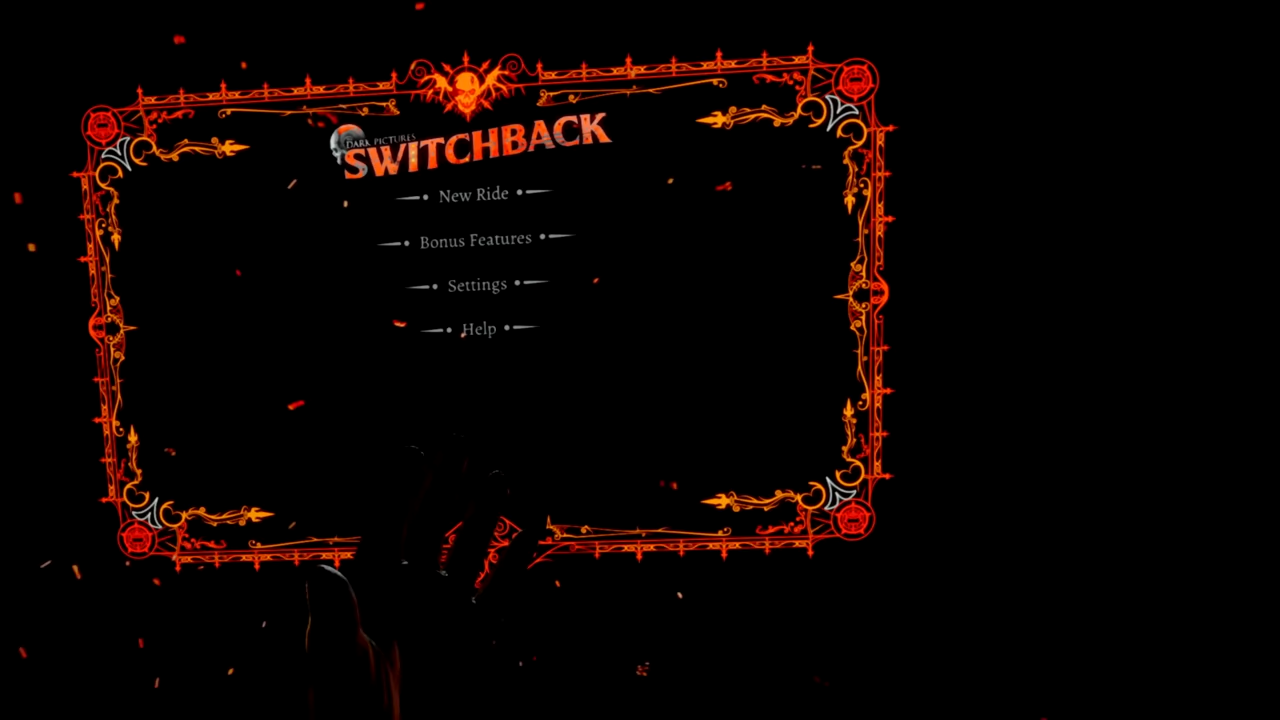 DARK PICTURES
SWITCHBACK
New Ride
Bonus Features
Settings
Help